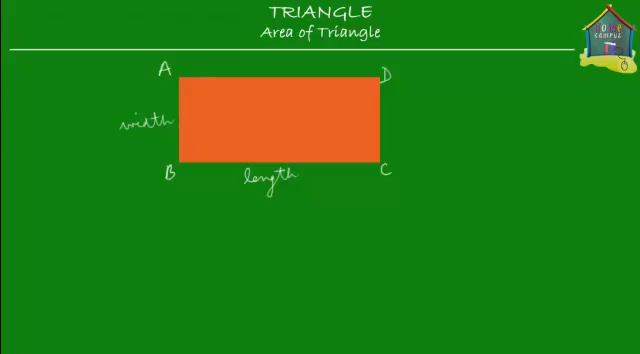 TRIANGLE
Area of Triangle
A
D
width
B
length
C